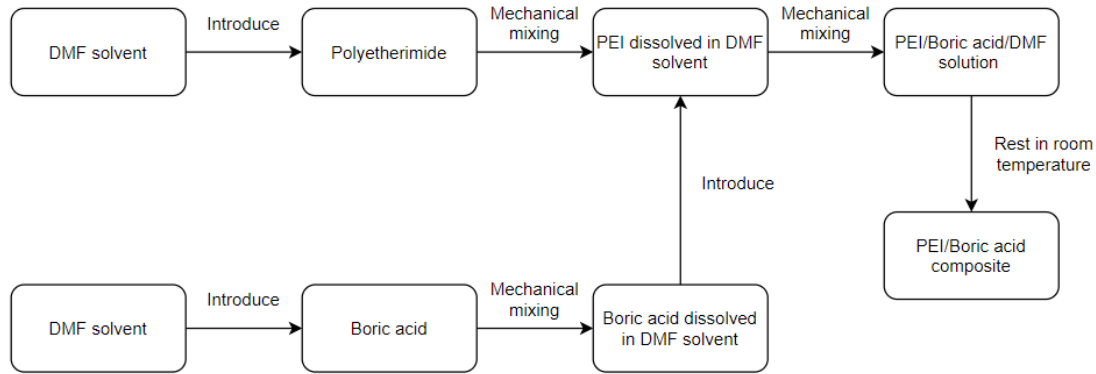 Introduce
Mechanical
mixing
Mechanical
mixing
DMF solvent
Polyetherimide
PEI dissolved in DMF
solvent
PEI/Boric acid/DMF
solution
Rest in room
temperature
Introduce
PEI/Boric acid
composite
Introduce
Mechanical
mixing
DMF solvent
Boric acid
Boric acid dissolved
in DMF solvent